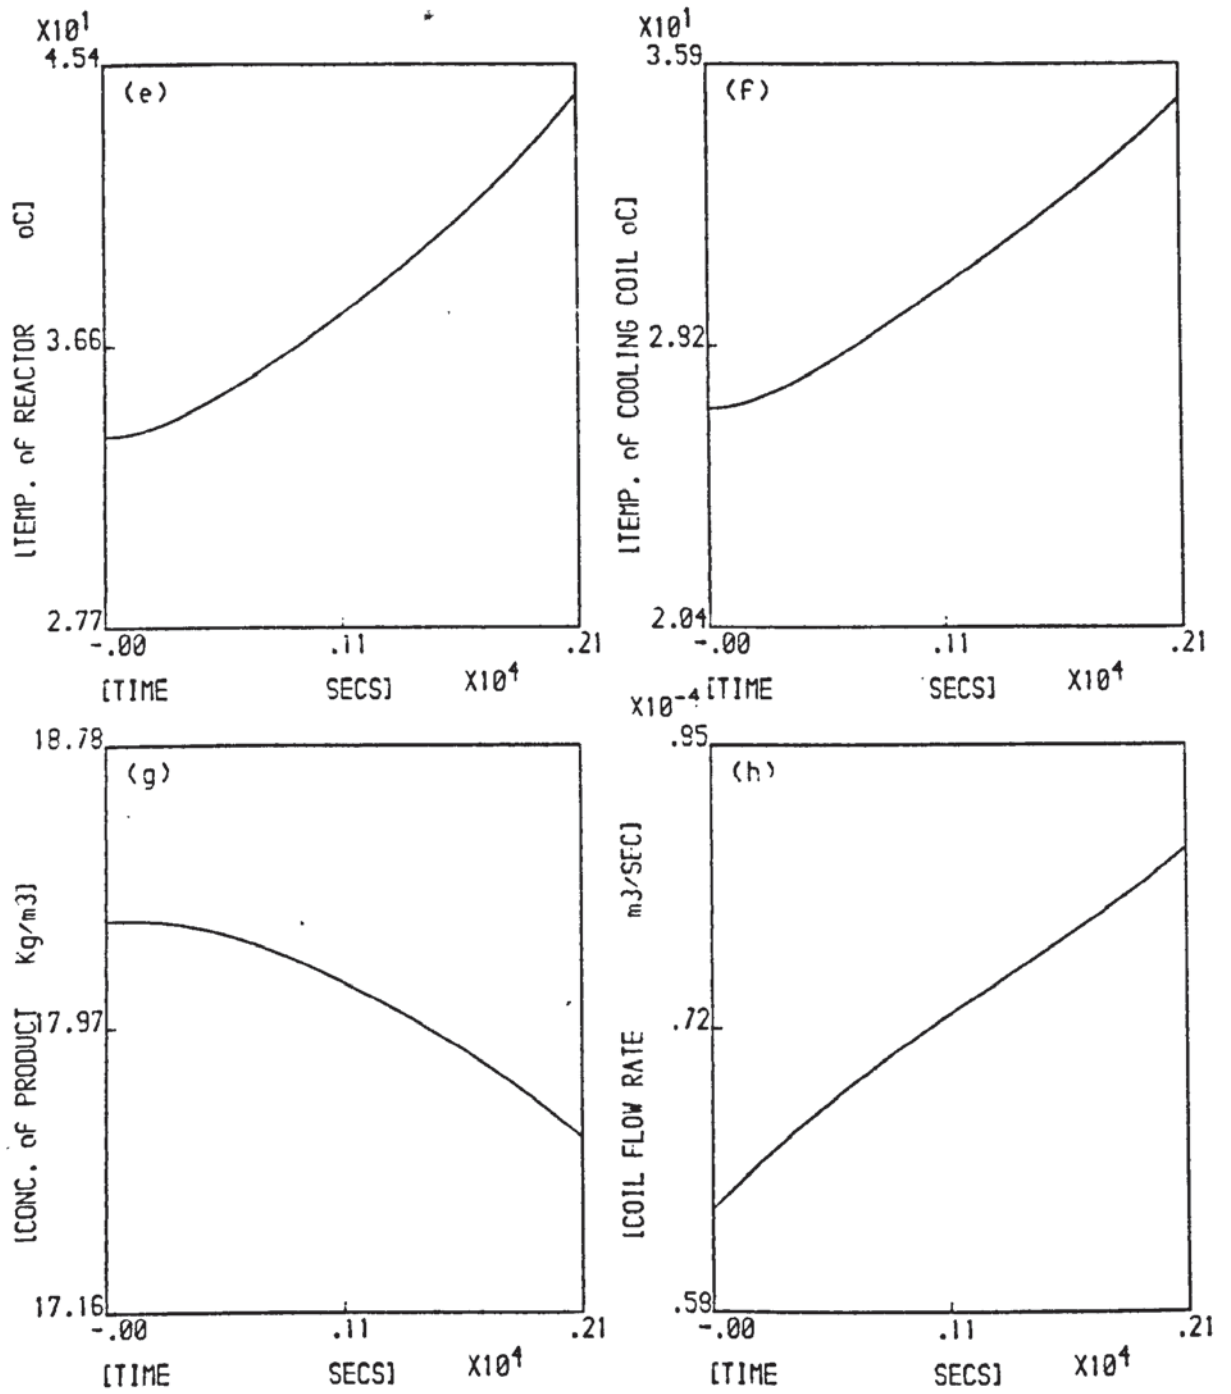 X10¹
4.54
(e)
3.66
2.77
[TEMP. of REACTOR oC]
-.00 .11 .21
[TIME SECS] X10⁴
X10¹
3.59
(f)
2.82
2.04
[TEMP. of COOLING COIL oC]
-.00 .11 .21
[TIME SECS] X10⁴
18.78
(g)
17.97
17.16
[CONC. of PRODUCT Kg/m3]
-.00 .11 .21
[TIME SECS] X10⁴
X10⁻⁴
.85
(h)
.72
.58
[COIL FLOW RATE m3/SEC]
-.00 .11 .21
[TIME SECS] X10⁴